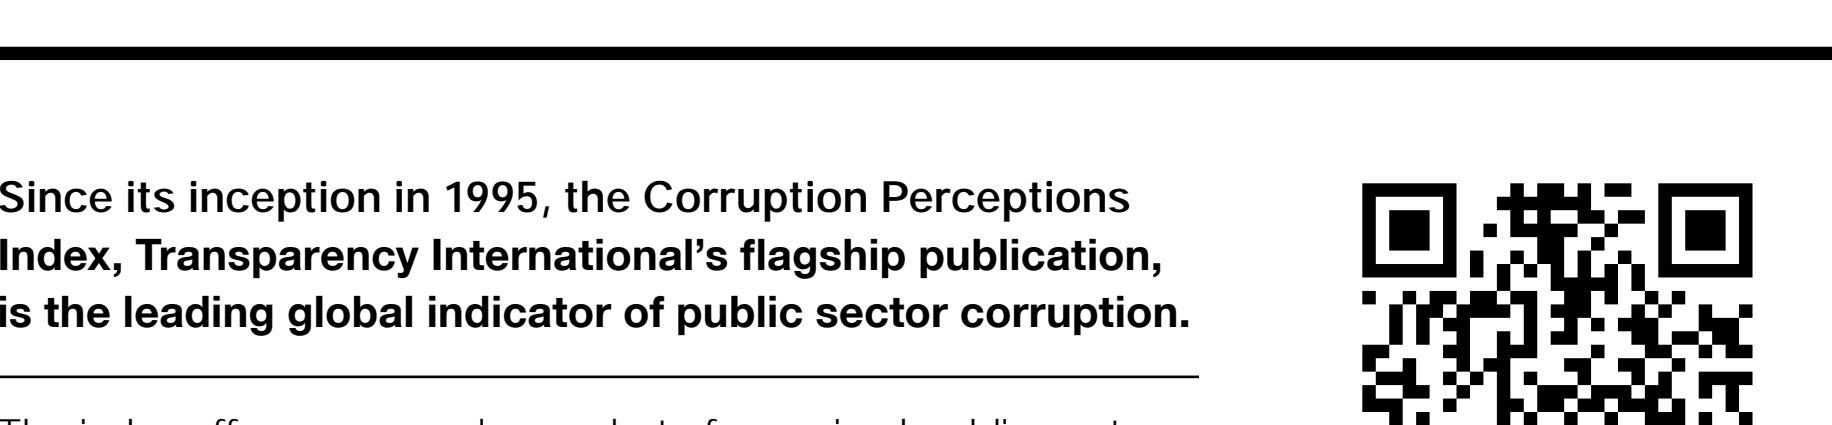 Since its inception in 1995, the Corruption Perceptions
Index, Transparency International’s flagship publication,
is the leading global indicator of public sector corruption.